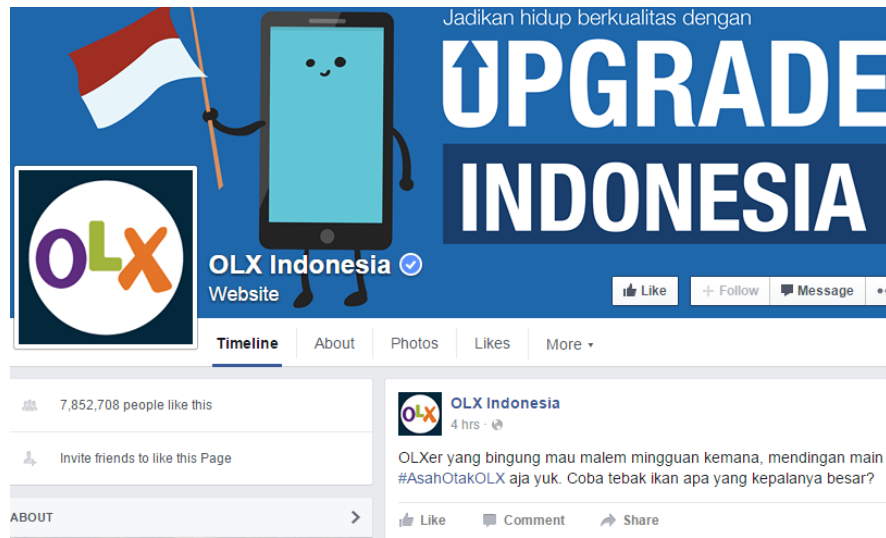 Jadikan hidup berkualitas dengan
UPGRADE
INDONESIA
OLX
OLX Indonesia
Website
Like
+ Follow
Message
Timeline
About
Photos
Likes
More
7,852,708 people like this
Invite friends to like this Page
ABOUT
OLX
OLX Indonesia
4 hrs ·
OLXer yang bingung mau malem mingguan kemana, mendingan main
#AsahOtakOLX aja yuk. Coba tebak ikan apa yang kepalanya besar?
Like
Comment
Share